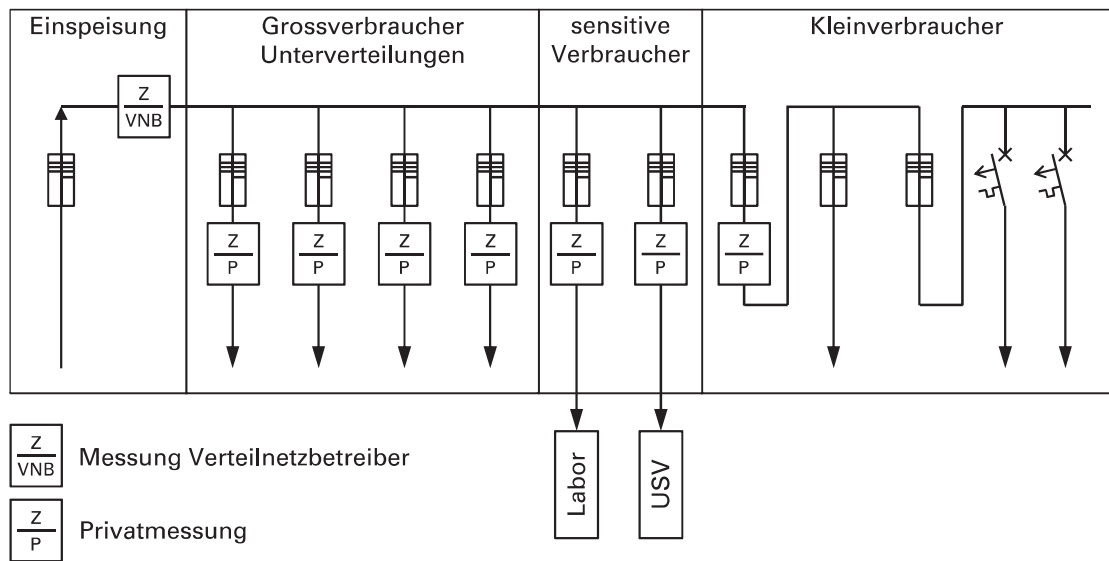 Einspeisung
Grossverbraucher
Unterverteilungen
sensitive
Verbraucher
Kleinverbraucher
Z
VNB
Z
P
Z
P
Z
P
Z
P
Z
P
Z
P
Z
P
Labor
USV
Z
VNB
Messung Verteilnetzbetreiber
Z
P
Privatmessung